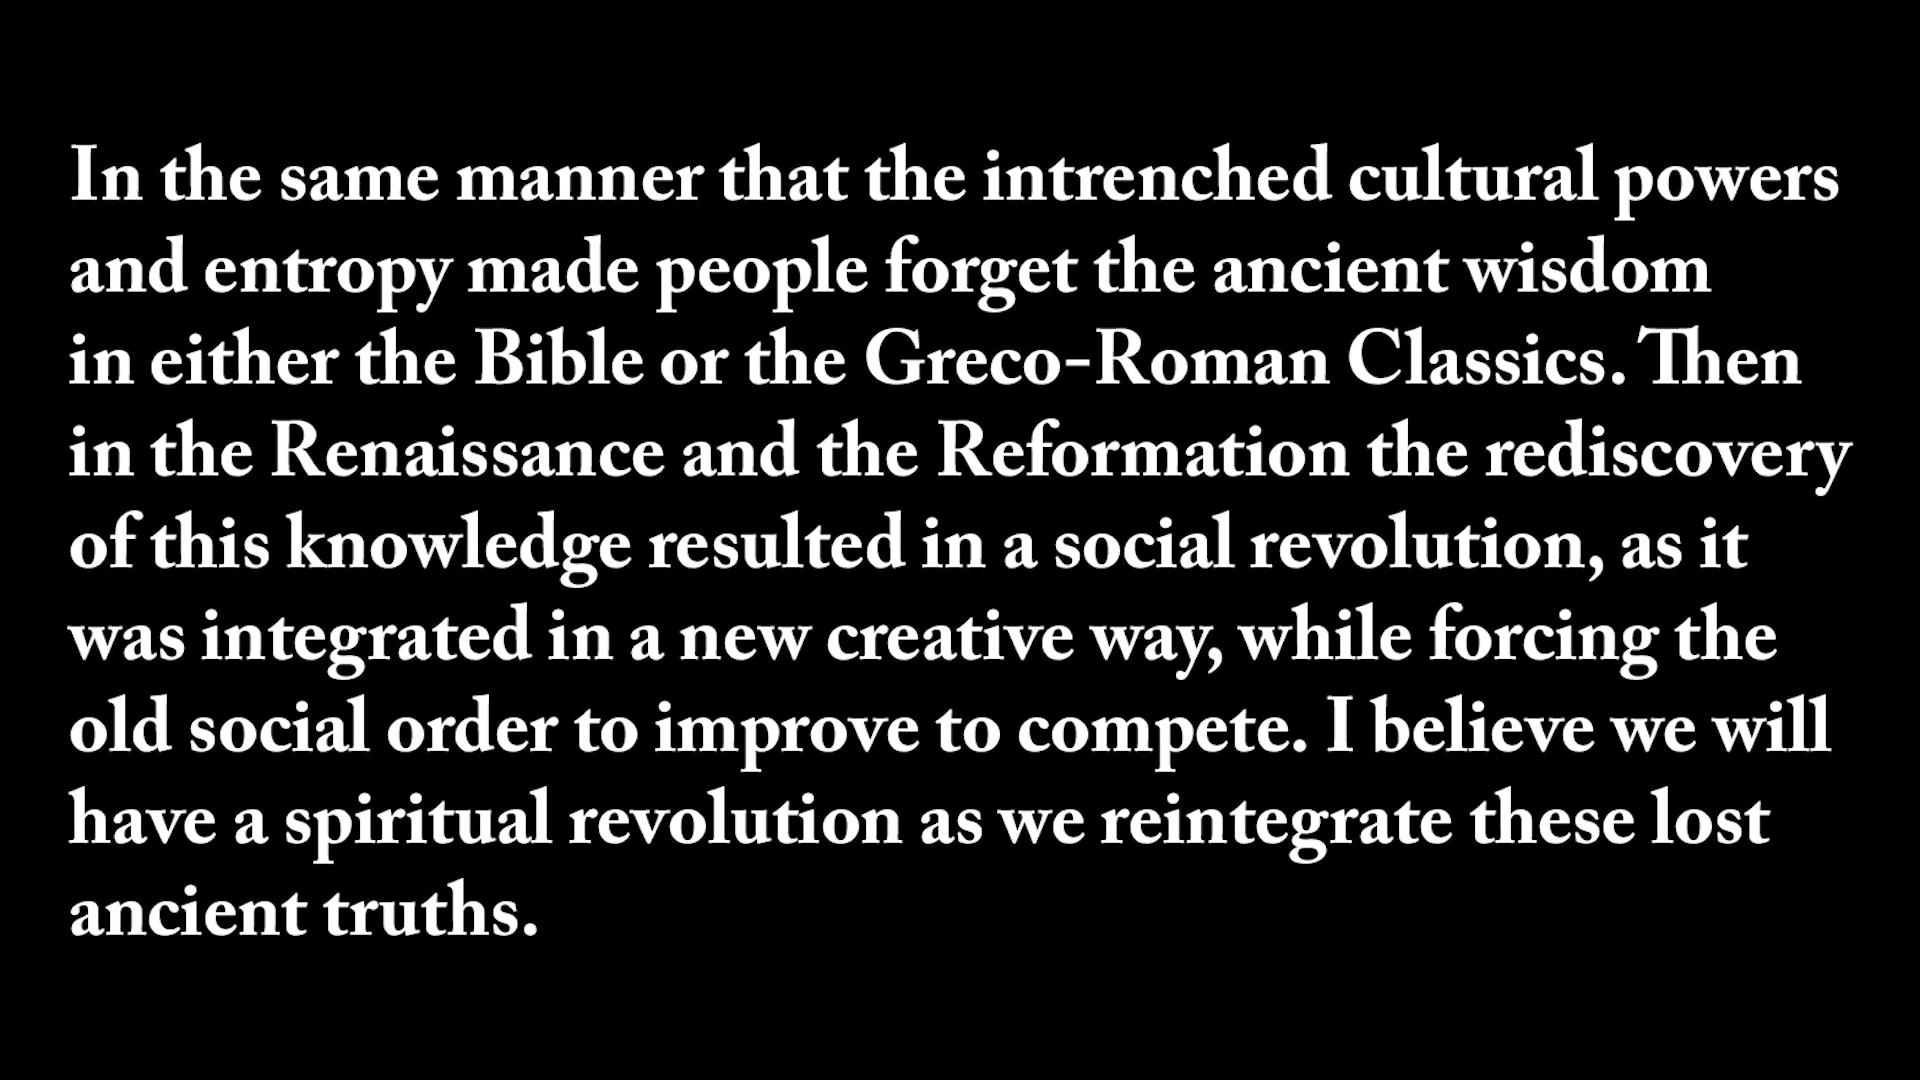 In the same manner that the intrenched cultural powers
and entropy made people forget the ancient wisdom
in either the Bible or the Greco-Roman Classics. Then
in the Renaissance and the Reformation the rediscovery
of this knowledge resulted in a social revolution, as it
was integrated in a new creative way, while forcing the
old social order to improve to compete. I believe we will
have a spiritual revolution as we reintegrate these lost
ancient truths.